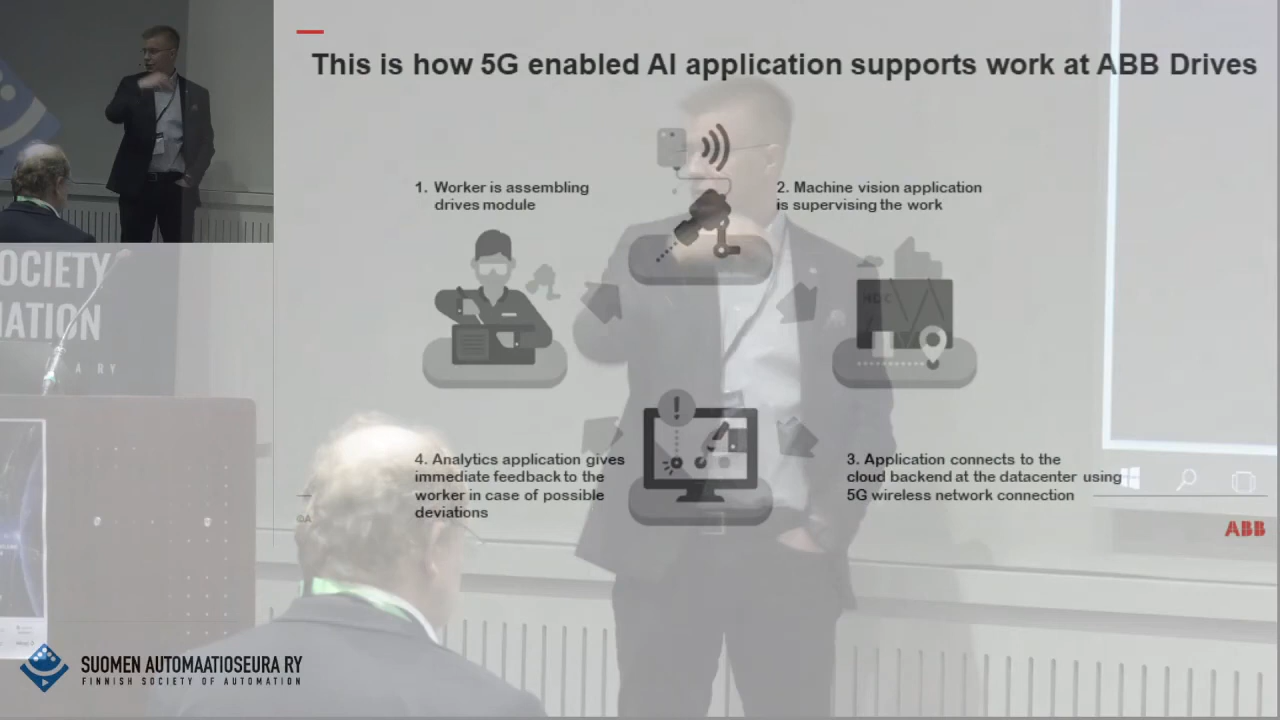 This is how 5G enabled AI application supports work at ABB Drives
1. Worker is assembling
drives module
2. Machine vision application
is supervising the work
4. Analytics application gives
immediate feedback to the
worker in case of possible
deviations
3. Application connects to the
cloud backend at the datacenter using
5G wireless network connection
ABB
OCIETY
MATION
A RY
SUOMEN AUTOMAATIOSEURA RY
FINNISH SOCIETY OF AUTOMATION